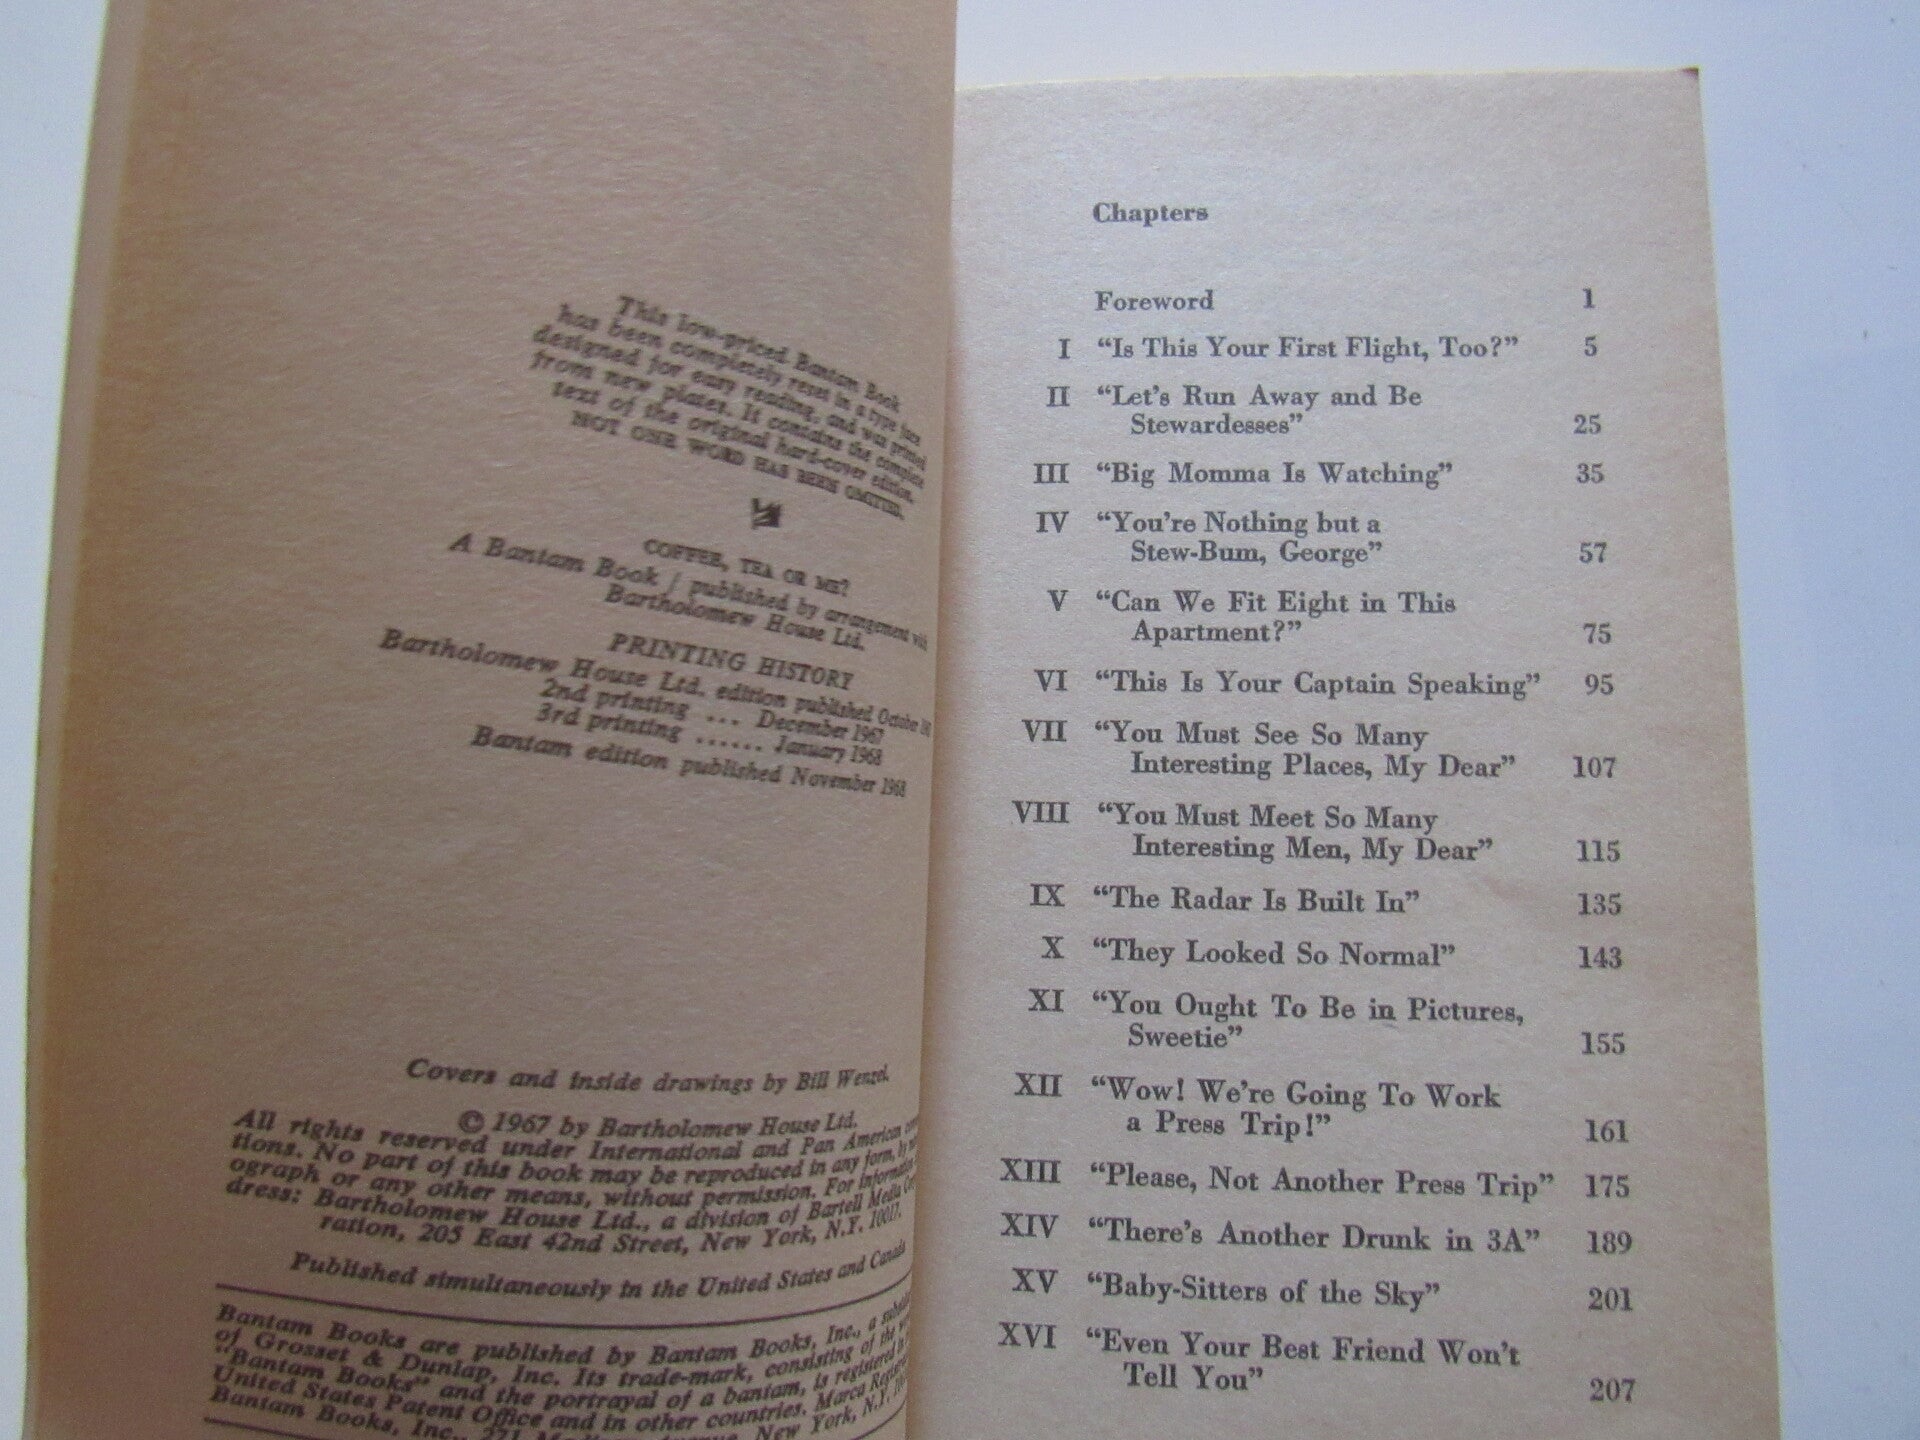 This low-priced Bantam Book
has been completely reset in a type face
designed for easy reading, and was printed
from new plates. It contains the complete
text of the original hard-cover edition.
NOT ONE WORD HAS BEEN OMITTED.
COFFEE, TEA OR ME?
A Bantam Book / published by arrangement with
Bartholomew House Ltd.
PRINTING HISTORY
Bartholomew House Ltd. edition published October
2nd printing ... December 1967
3rd printing ...... January 1968
Bantam edition published November 1968
Covers and inside drawings by Bill Wenzel.
© 1967 by Bartholomew House Ltd.
All rights reserved under International and Pan American
tions. No part of this book may be reproduced in any form, by
ograph or any other means, without permission. For information
dress: Bartholomew House Ltd., a division of Bartell Media
ration, 205 East 42nd Street, New York, N.Y. 10017.
Published simultaneously in the United States and Canada
Bantam Books are published by Bantam Books, Inc., a
of Grosset & Dunlap, Inc. Its trade-mark, consisting of the
"Bantam Books" and the portrayal of a bantam, is registered in
United States Patent Office and in other countries. Marca
Bantam Books, Inc., 271 Madison Avenue, New York, N.Y.
Chapters
Foreword 1
I "Is This Your First Flight, Too?" 5
II "Let's Run Away and Be
Stewardesses" 25
III "Big Momma Is Watching" 35
IV "You're Nothing but a
Stew-Bum, George" 57
V "Can We Fit Eight in This
Apartment?" 75
VI "This Is Your Captain Speaking" 95
VII "You Must See So Many
Interesting Places, My Dear" 107
VIII "You Must Meet So Many
Interesting Men, My Dear" 115
IX "The Radar Is Built In" 135
X "They Looked So Normal" 143
XI "You Ought To Be in Pictures,
Sweetie" 155
XII "Wow! We're Going To Work
a Press Trip!" 161
XIII "Please, Not Another Press Trip" 175
XIV "There's Another Drunk in 3A" 189
XV "Baby-Sitters of the Sky" 201
XVI "Even Your Best Friend Won't
Tell You" 207